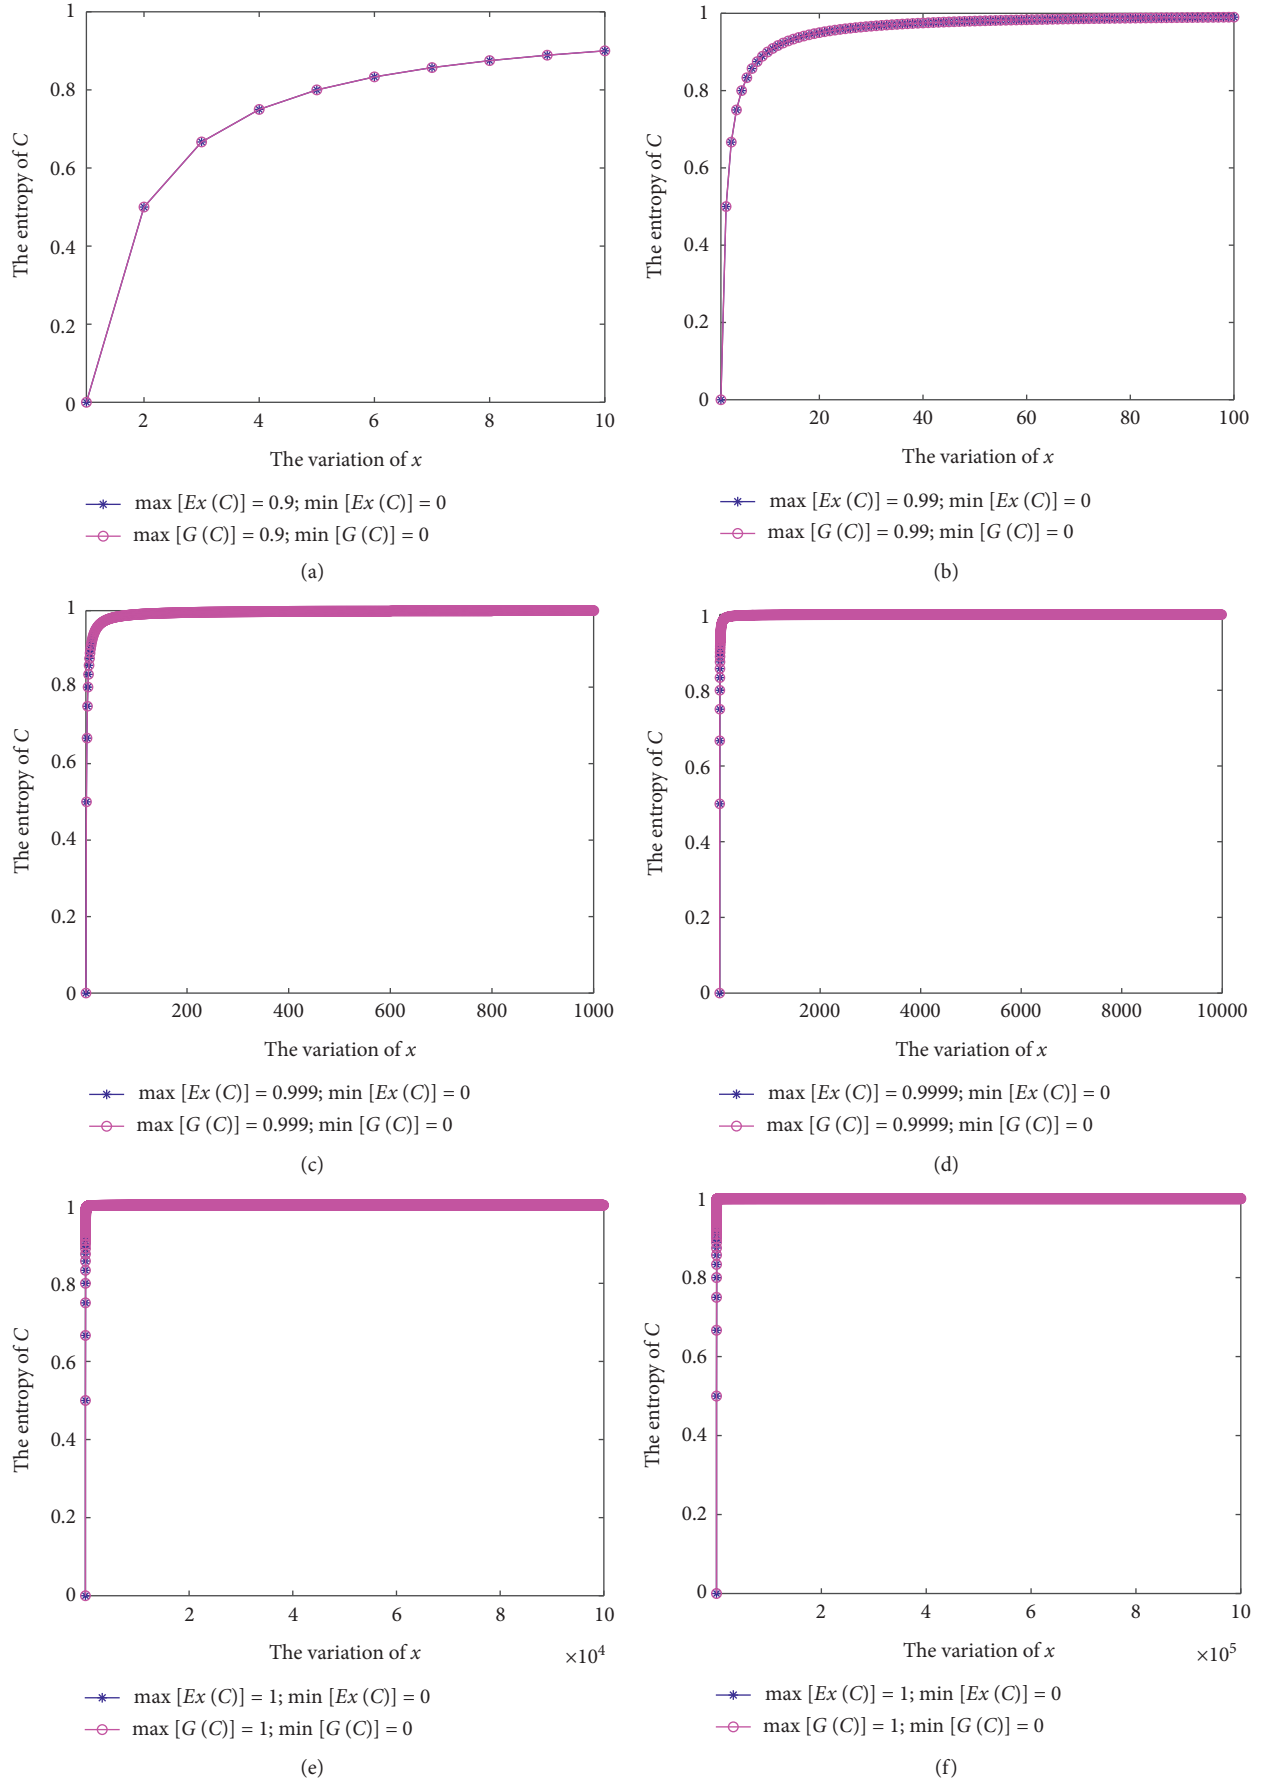 1
0.8
0.6
0.4
0.2
0
The entropy of C
2 4 6 8 10
The variation of x
max [Ex (C)] = 0.9; min [Ex (C)] = 0
max [G (C)] = 0.9; min [G (C)] = 0
(a)
1
0.8
0.6
0.4
0.2
0
The entropy of C
20 40 60 80 100
The variation of x
max [Ex (C)] = 0.99; min [Ex (C)] = 0
max [G (C)] = 0.99; min [G (C)] = 0
(b)
1
0.8
0.6
0.4
0.2
0
The entropy of C
200 400 600 800 1000
The variation of x
max [Ex (C)] = 0.999; min [Ex (C)] = 0
max [G (C)] = 0.999; min [G (C)] = 0
(c)
1
0.8
0.6
0.4
0.2
0
The entropy of C
2000 4000 6000 8000 10000
The variation of x
max [Ex (C)] = 0.9999; min [Ex (C)] = 0
max [G (C)] = 0.9999; min [G (C)] = 0
(d)
1
0.8
0.6
0.4
0.2
0
The entropy of C
2 4 6 8 10
The variation of x ×10⁴
max [Ex (C)] = 1; min [Ex (C)] = 0
max [G (C)] = 1; min [G (C)] = 0
(e)
1
0.8
0.6
0.4
0.2
0
The entropy of C
2 4 6 8 10
The variation of x ×10⁵
max [Ex (C)] = 1; min [Ex (C)] = 0
max [G (C)] = 1; min [G (C)] = 0
(f)